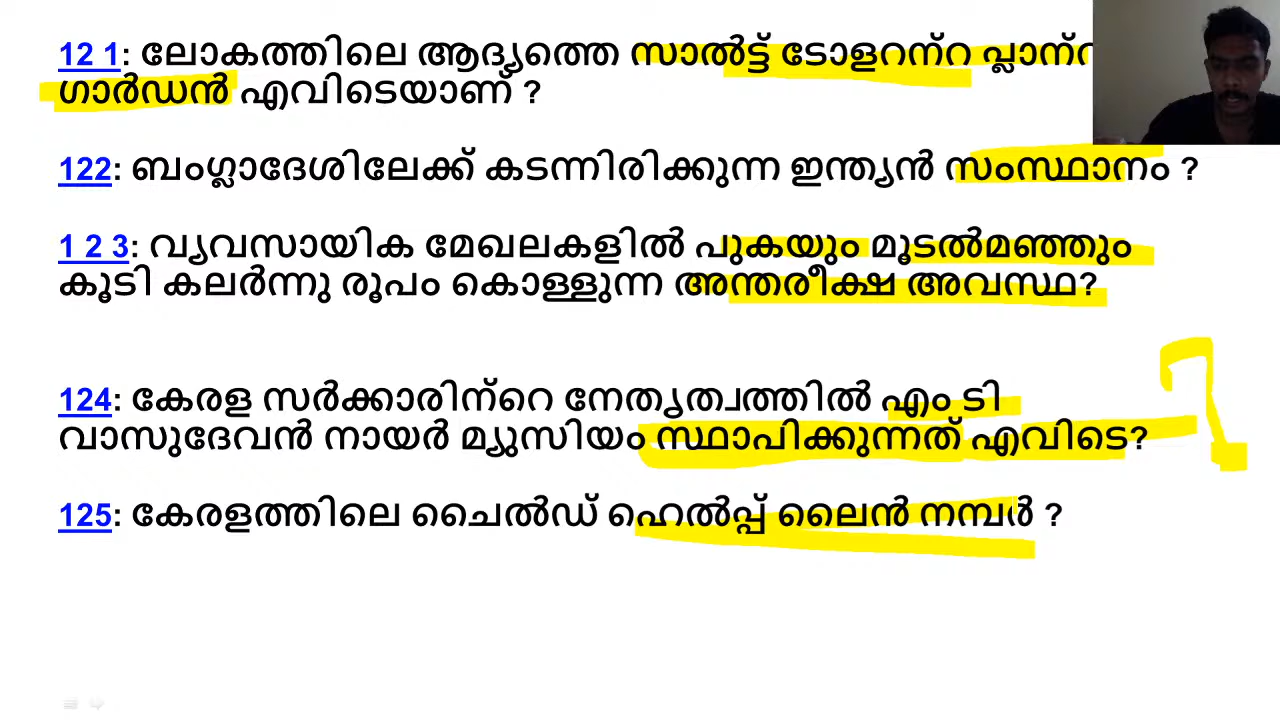 12 1: ലോകത്തിലെ ആദ്യത്തെ സാൽട്ട് ടോളറന്റ
ഗാർഡൻ എവിടെയാണ് ?
122: ബംഗ്ലാദേശിലേക്ക് കടന്നിരിക്കുന്ന ഇന്ത്യൻ സംസ്ഥാനം ?
1 2 3: വ്യവസായിക മേഖലകളിൽ പുകയും മൂടൽമഞ്ഞും
കൂടി കലർന്നു രൂപം കൊള്ളുന്ന അന്തരീക്ഷ അവസ്ഥ?
124: കേരള സർക്കാരിന്റെ നേതൃത്വത്തിൽ എം ടി
വാസുദേവൻ നായർ മ്യുസിയം സ്ഥാപിക്കുന്നത് എവിടെ?
125: കേരളത്തിലെ ചൈൽഡ് ഹെൽപ്പ് ലൈൻ നമ്പർ ?